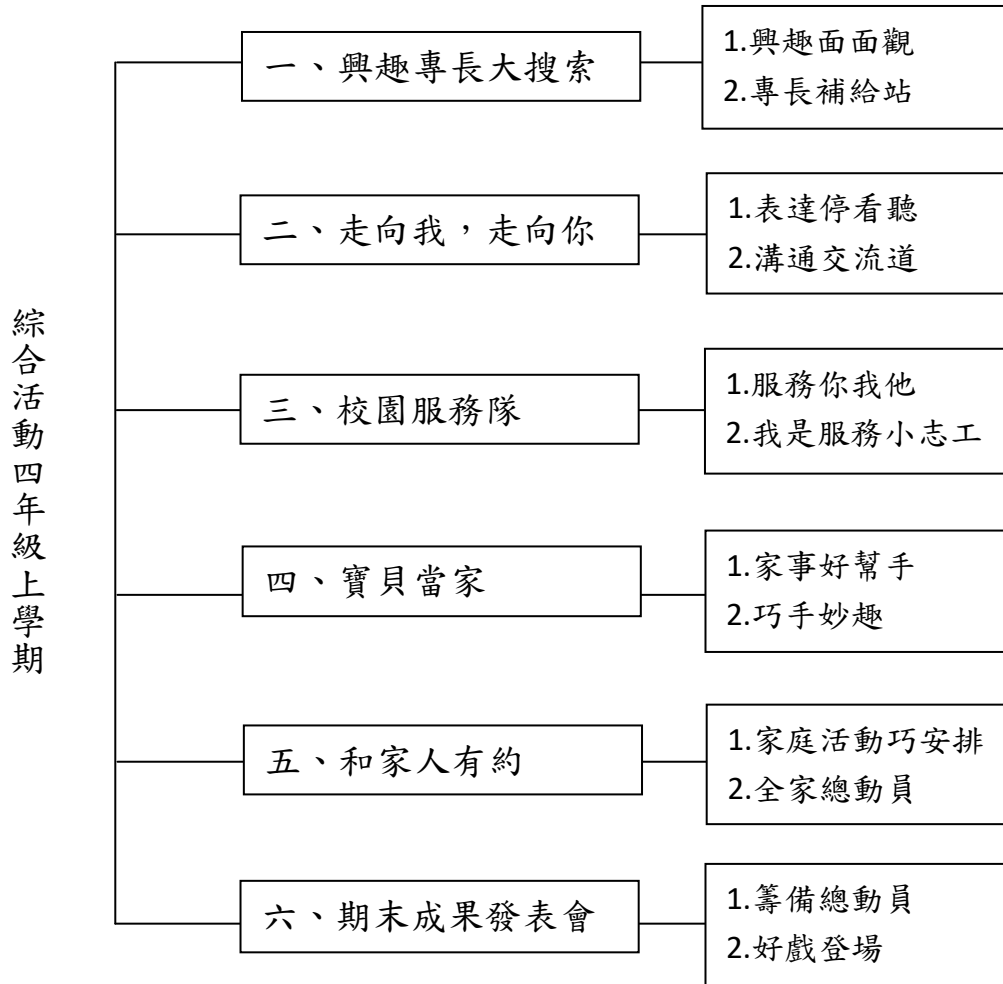 綜合活動四年級上學期
一、興趣專長大搜索
1.興趣面面觀
2.專長補給站
二、走向我，走向你
1.表達停看聽
2.溝通交流道
三、校園服務隊
1.服務你我他
2.我是服務小志工
四、寶貝當家
1.家事好幫手
2.巧手妙趣
五、和家人有約
1.家庭活動巧安排
2.全家總動員
六、期末成果發表會
1.籌備總動員
2.好戲登場